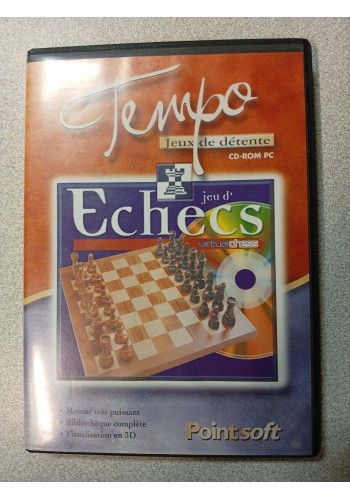 Tempo
Jeux de détente
CD-ROM PC
jeu d'
Echecs
virtualchess
• Moteur très puissant
• Bibliothèque complète
• Visualisation en 3D
Pointsoft